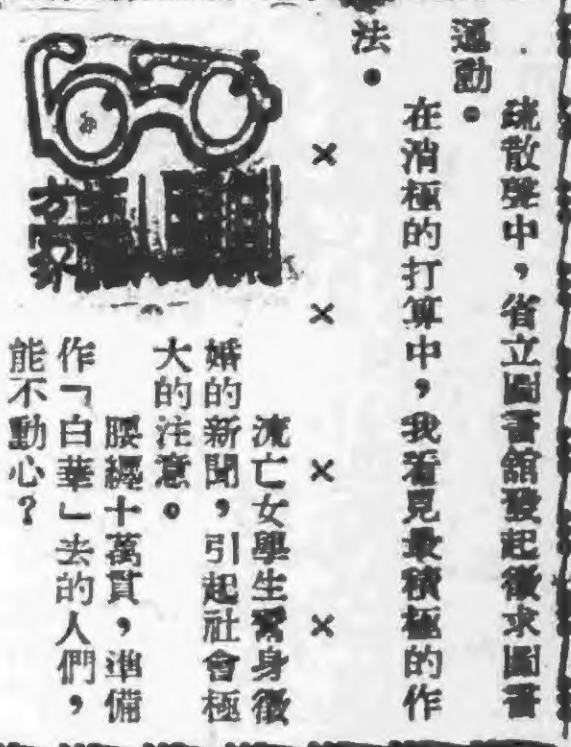 疏散聲中，省立圖書館發起徵求圖書
運動。
在消極的打算中，我看見最積極的作
法。
× × × ×
流亡女學生賣身徵
婚的新聞，引起社會極
大的注意。
腰纏十萬貫，準備
作「白華」去的人們，
能不動心？